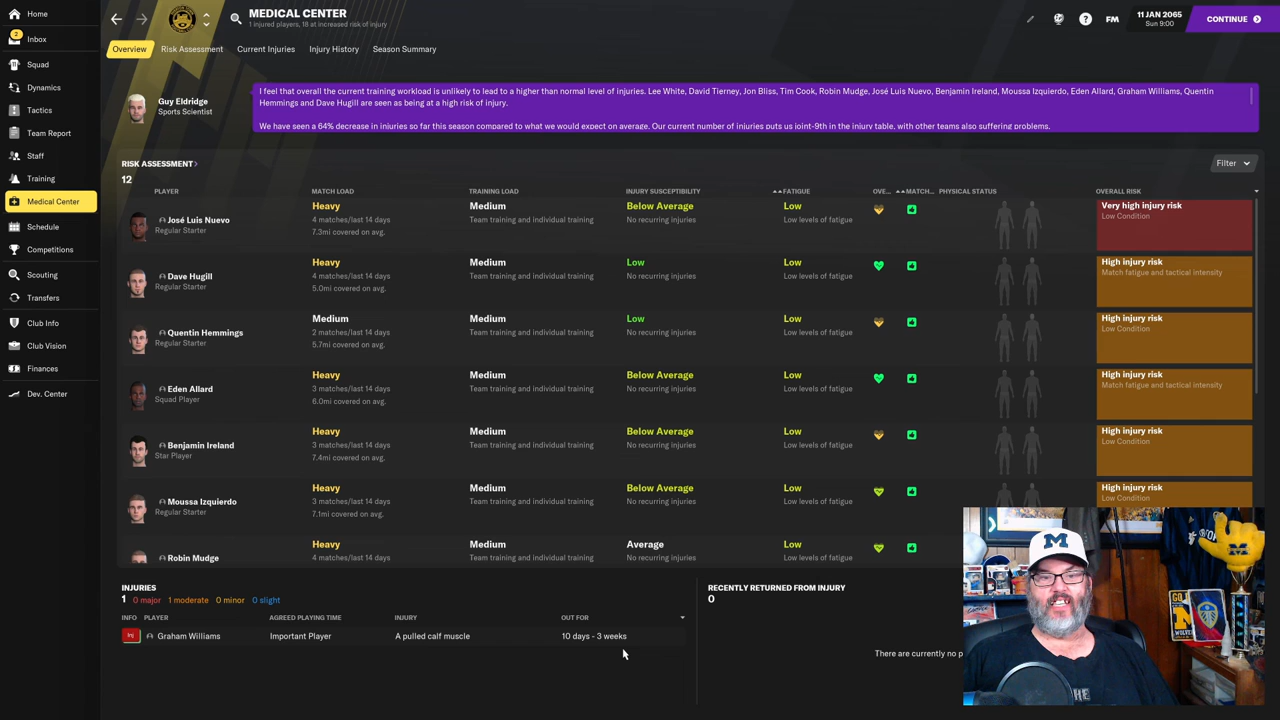 Home
2
Inbox
Squad
Dynamics
Tactics
Team Report
Staff
Training
Medical Center
Schedule
Competitions
Scouting
Transfers
Club Info
Club Vision
Finances
Dev. Center
MEDICAL CENTER
1 injured players, 18 at increased risk of injury
FM
11 JAN 2065
Sun 9:00
CONTINUE
Overview Risk Assessment Current Injuries Injury History Season Summary
Guy Eldridge
Sports Scientist
I feel that overall the current training workload is unlikely to lead to a higher than normal level of injuries. Lee White, David Tierney, Jon Bliss, Tim Cook, Robin Mudge, José Luis Nuevo, Benjamin Ireland, Moussa Izquierdo, Eden Allard, Graham Williams, Quentin
Hemmings and Dave Hugill are seen as being at a high risk of injury.
We have seen a 64% decrease in injuries so far this season compared to what we would expect on average. Our current number of injuries puts us joint-9th in the injury table, with other teams also suffering problems.
RISK ASSESSMENT
12
Filter
PLAYER MATCH LOAD TRAINING LOAD INJURY SUSCEPTIBILITY FATIGUE OVE... MATCH... PHYSICAL STATUS OVERALL RISK
José Luis Nuevo
Regular Starter
Heavy
4 matches/last 14 days
7.3mi covered on avg.
Medium
Team training and individual training
Below Average
No recurring injuries
Low
Low levels of fatigue
Very high injury risk
Low Condition
Dave Hugill
Regular Starter
Heavy
4 matches/last 14 days
5.0mi covered on avg.
Medium
Team training and individual training
Low
No recurring injuries
Low
Low levels of fatigue
High injury risk
Match fatigue and tactical intensity
Quentin Hemmings
Regular Starter
Medium
2 matches/last 14 days
5.7mi covered on avg.
Medium
Team training and individual training
Low
No recurring injuries
Low
Low levels of fatigue
High injury risk
Low Condition
Eden Allard
Squad Player
Heavy
3 matches/last 14 days
6.0mi covered on avg.
Medium
Team training and individual training
Below Average
No recurring injuries
Low
Low levels of fatigue
High injury risk
Match fatigue and tactical intensity
Benjamin Ireland
Star Player
Heavy
3 matches/last 14 days
7.4mi covered on avg.
Medium
Team training and individual training
Below Average
No recurring injuries
Low
Low levels of fatigue
High injury risk
Low Condition
Moussa Izquierdo
Regular Starter
Heavy
3 matches/last 14 days
7.1mi covered on avg.
Medium
Team training and individual training
Below Average
No recurring injuries
Low
Low levels of fatigue
High injury risk
Low Condition
Robin Mudge
Heavy
4 matches/last 14 days
Medium
Team training and individual training
Average
No recurring injuries
Low
Low levels of fatigue
INJURIES
1 0 major 1 moderate 0 minor 0 slight
INFO PLAYER AGREED PLAYING TIME INJURY OUT FOR
Inj Graham Williams Important Player A pulled calf muscle 10 days - 3 weeks
RECENTLY RETURNED FROM INJURY
0
There are currently no p
M
GO